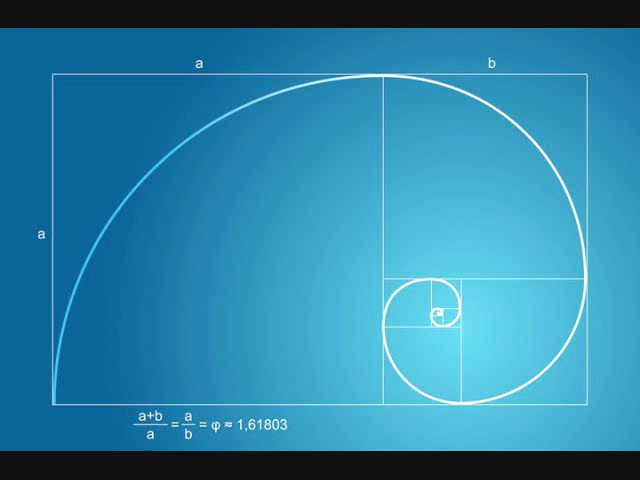 a b
a
a+b/a = a/b = φ ≈ 1,61803